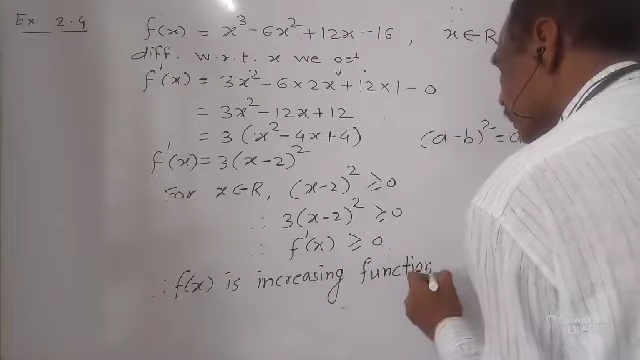 Ex 2.4
f(x) = x³ - 6x² + 12x - 16, x ∈ R
diff. w.r.t. x we get
f'(x) = 3x² - 6 × 2x + 12 × 1 - 0
= 3x² - 12x + 12
= 3 (x² - 4x + 4) (a-b)² =
f'(x) = 3(x-2)²
For x ∈ R, (x-2)² ≥ 0
∴ 3(x-2)² ≥ 0
∴ f'(x) ≥ 0
∴ f(x) is increasing function